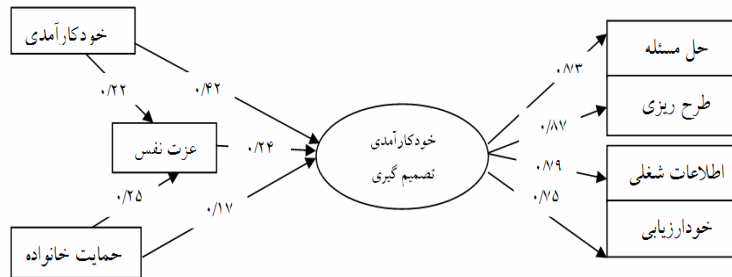 خودکارآمدی
حل مسئله
۰/۷۳
۰/۲۲
۰/۴۲
طرح ریزی
۰/۸۷
عزت نفس
۰/۲۴
خودکارآمدی
تصمیم گیری
اطلاعات شغلی
۰/۷۹
۰/۲۵
۰/۱۷
۰/۷۵
خودارزیابی
حمایت خانواده